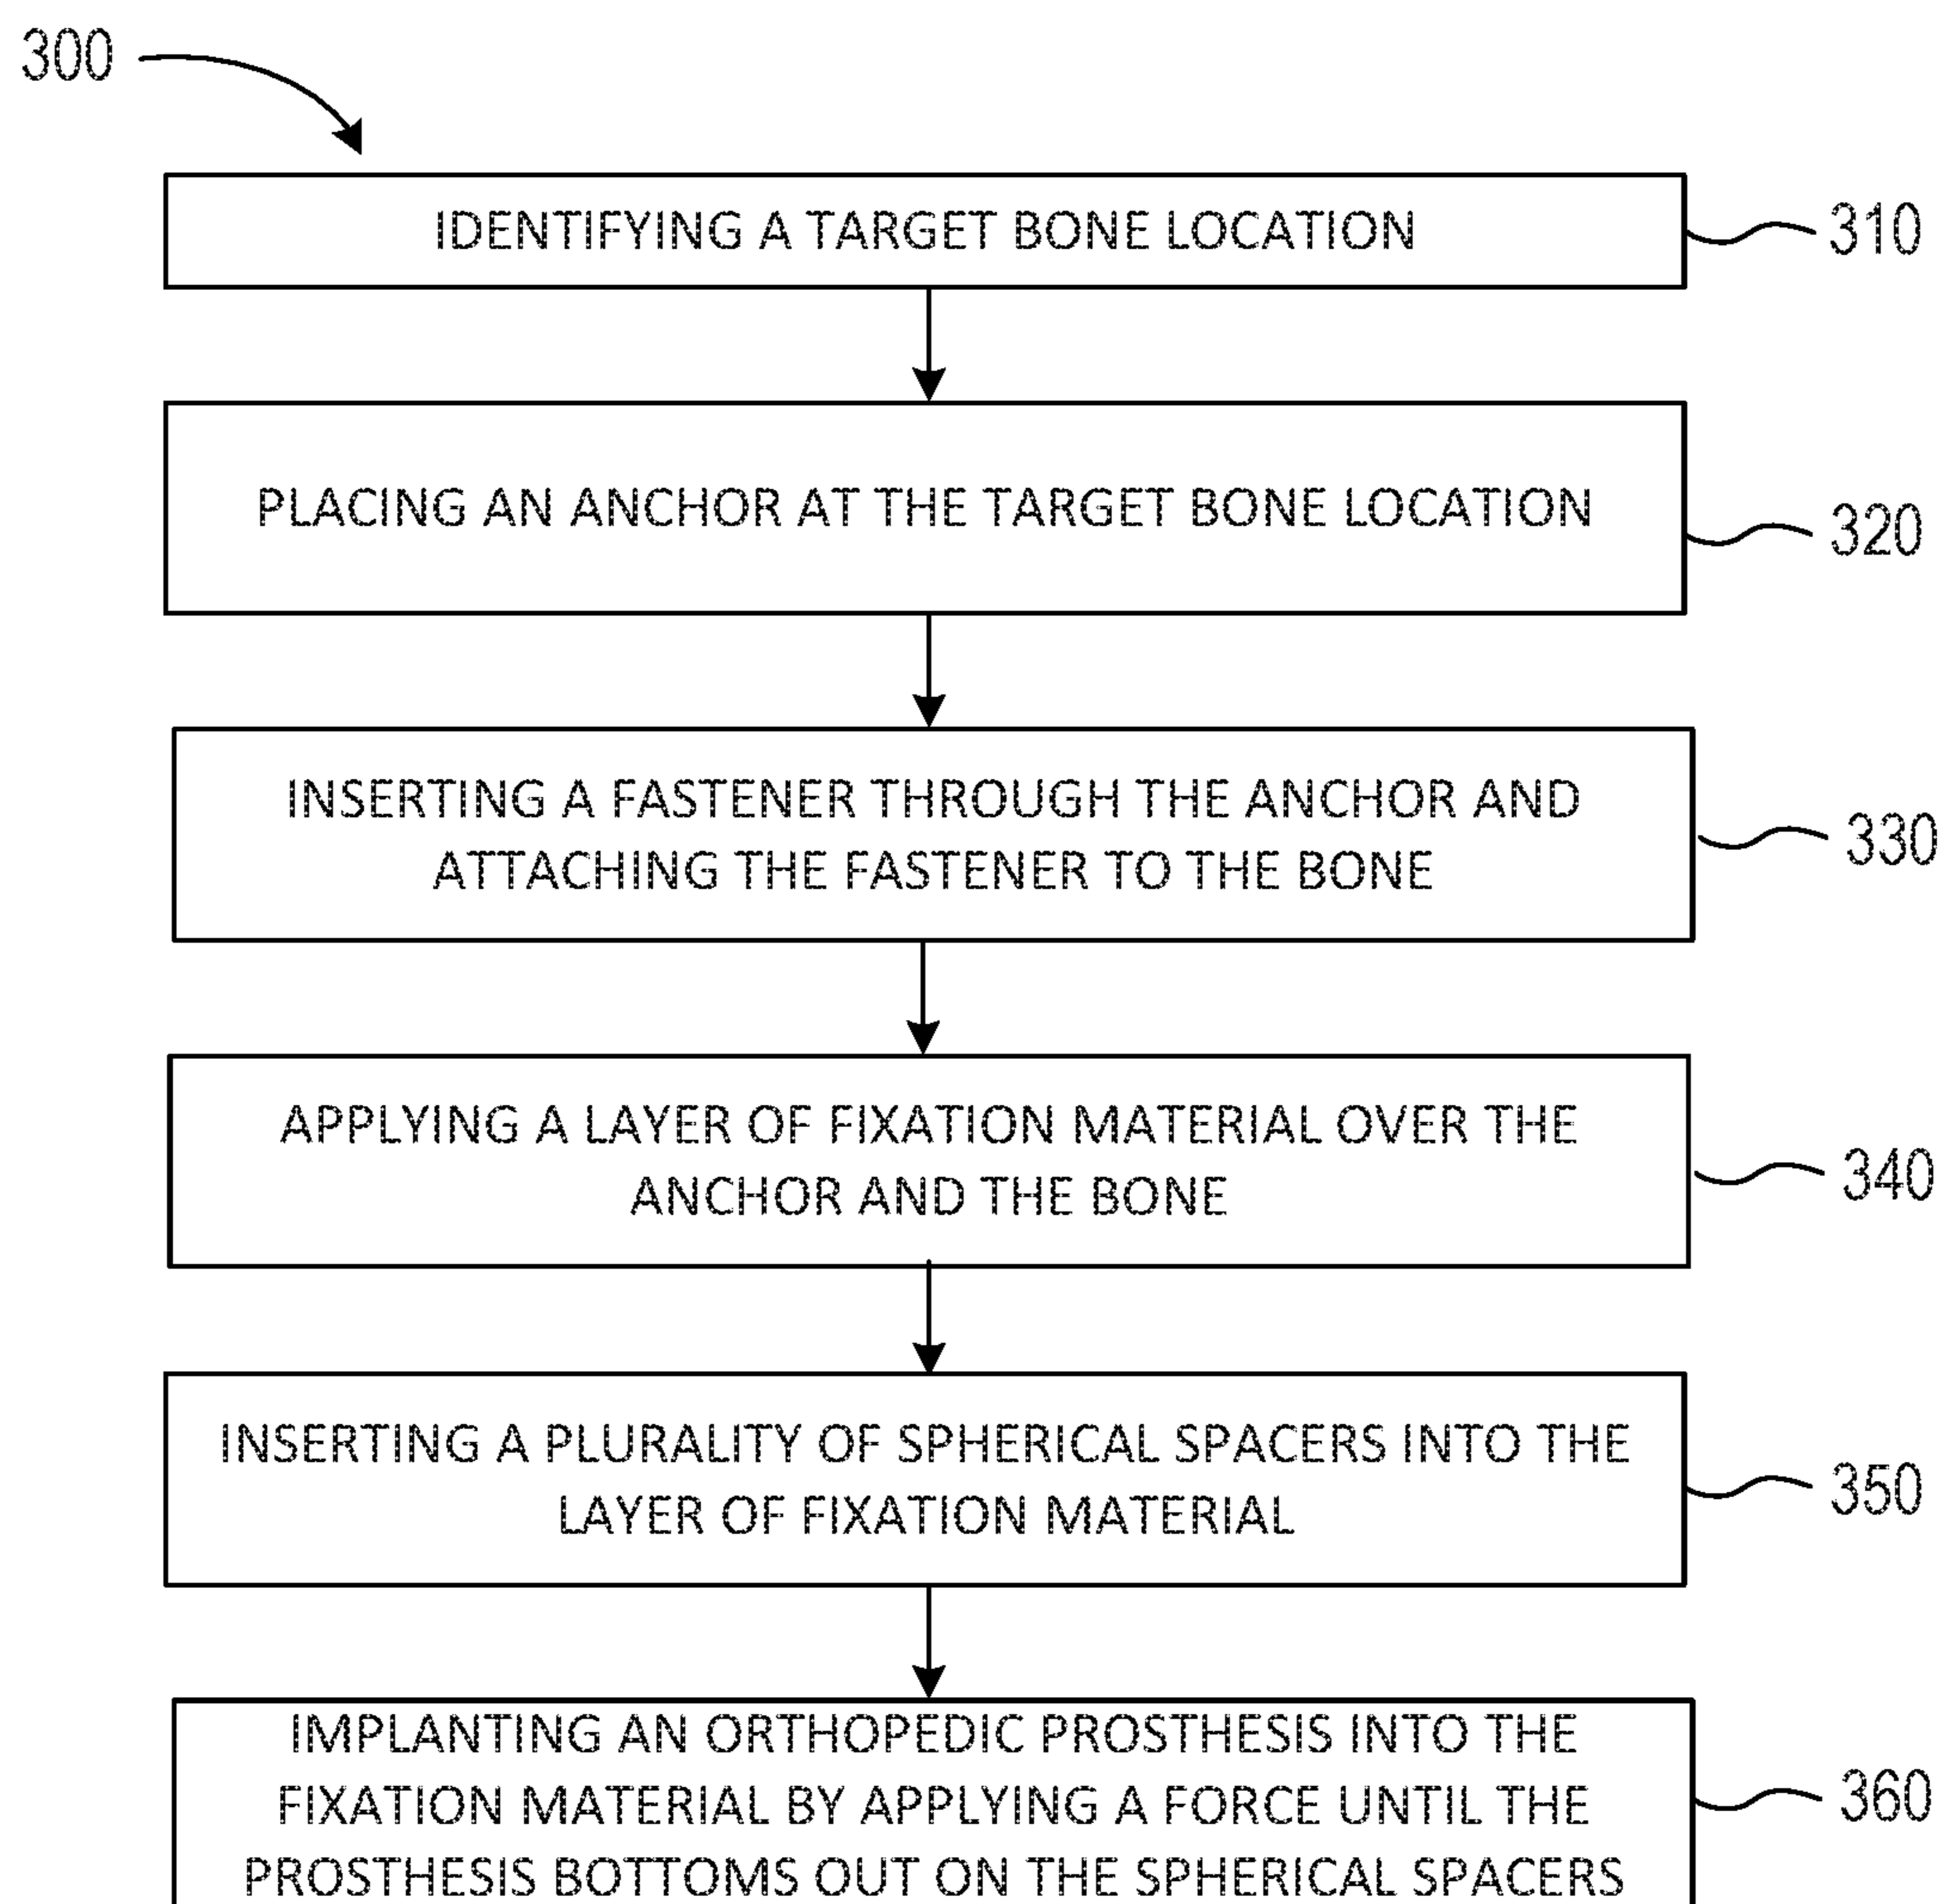 300
IDENTIFYING A TARGET BONE LOCATION
310
PLACING AN ANCHOR AT THE TARGET BONE LOCATION
320
INSERTING A FASTENER THROUGH THE ANCHOR AND
ATTACHING THE FASTENER TO THE BONE
330
APPLYING A LAYER OF FIXATION MATERIAL OVER THE
ANCHOR AND THE BONE
340
INSERTING A PLURALITY OF SPHERICAL SPACERS INTO THE
LAYER OF FIXATION MATERIAL
350
IMPLANTING AN ORTHOPEDIC PROSTHESIS INTO THE
FIXATION MATERIAL BY APPLYING A FORCE UNTIL THE
PROSTHESIS BOTTOMS OUT ON THE SPHERICAL SPACERS
360